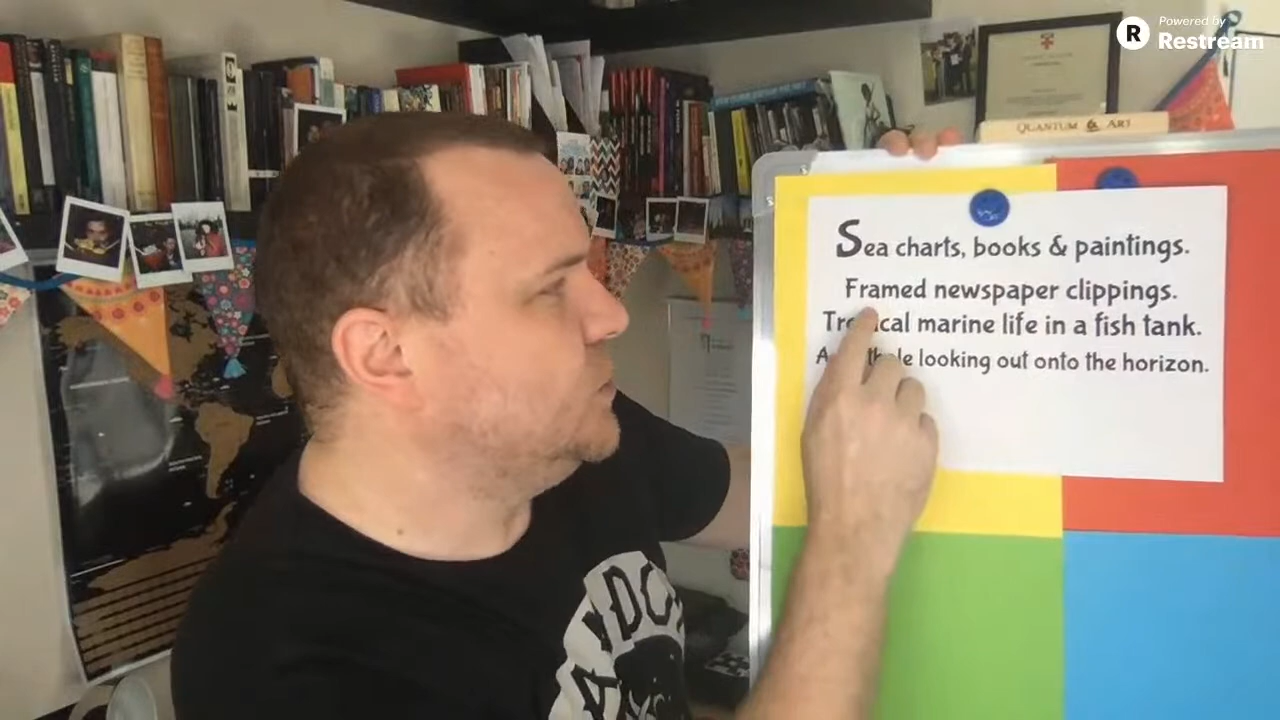 Powered by
R Restream
QUANTUM & ART
Sea charts, books & paintings.
Framed newspaper clippings.
marine life in a fish tank.
looking out onto the horizon.